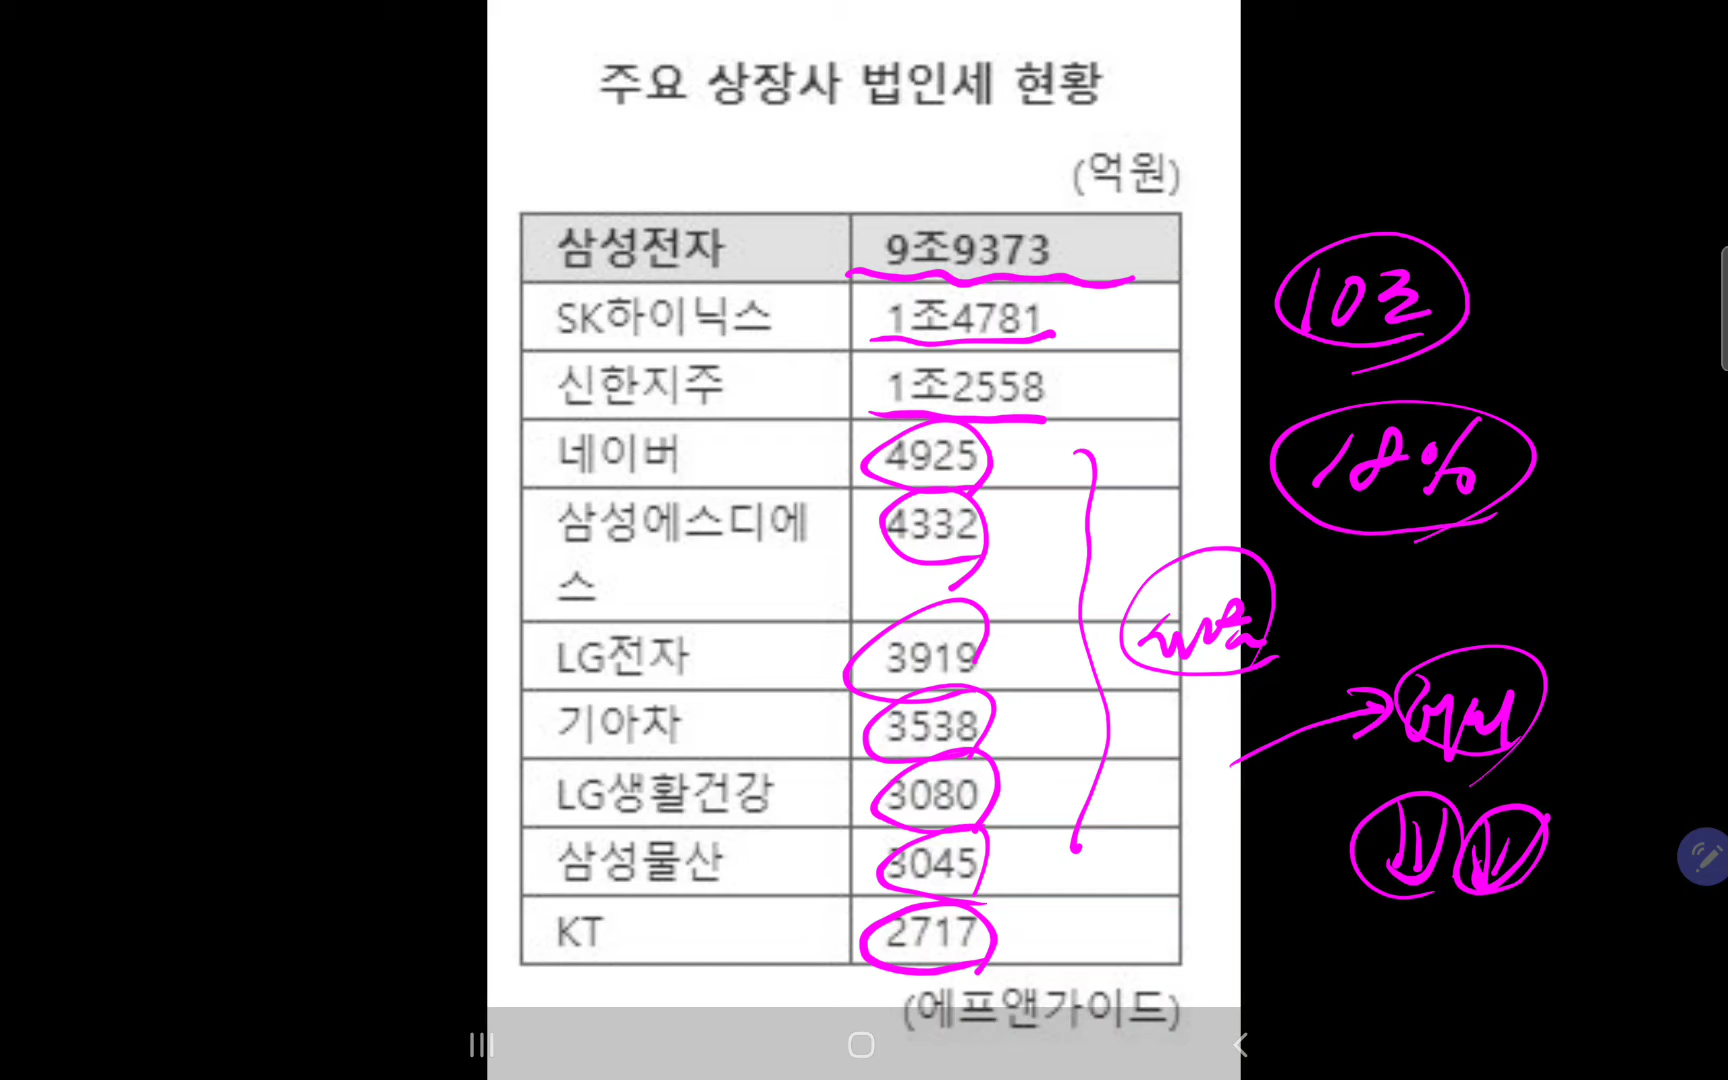 주요 상장사 법인세 현황
(억원)
삼성전자 9조9373
SK하이닉스 1조4781
신한지주 1조2558
네이버 4925
삼성에스디에
스 4332
LG전자 3919
기아차 3538
LG생활건강 3080
삼성물산 3045
KT 2717
(에프앤가이드)
10조
18%